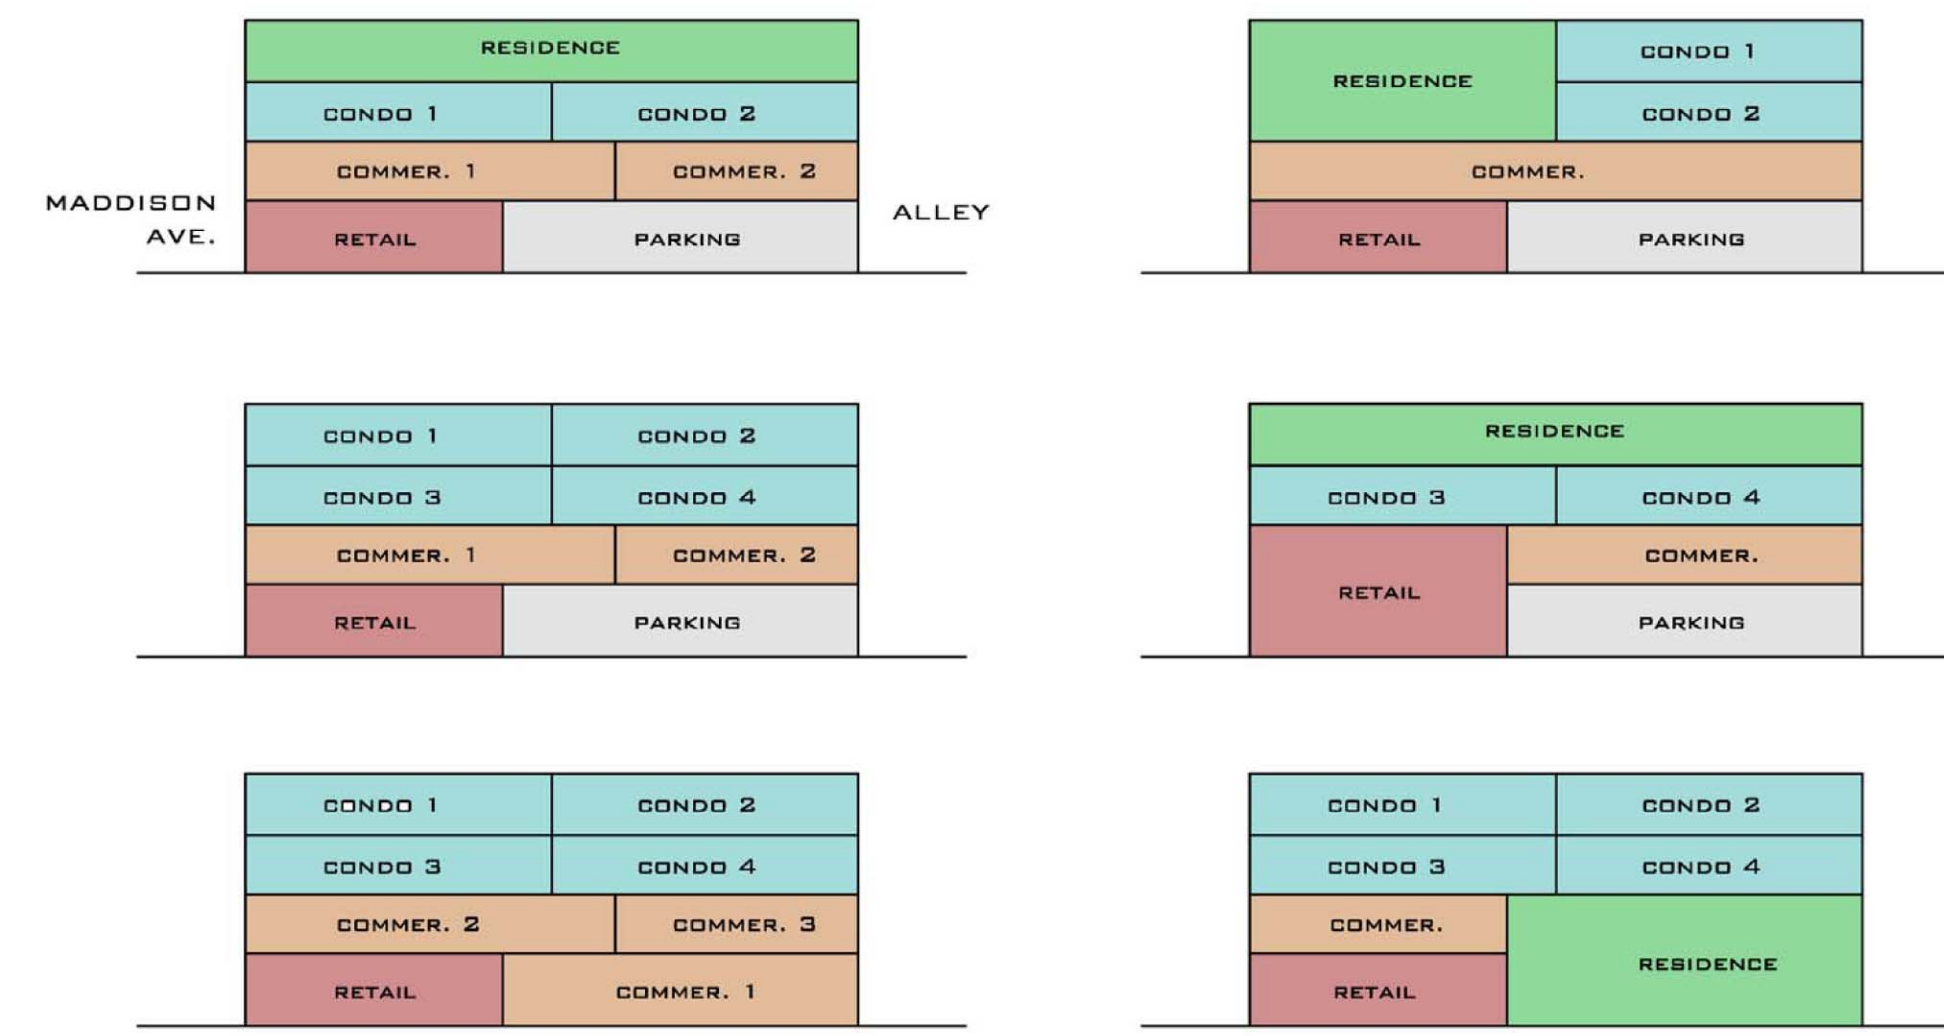 RESIDENCE
CONDO 1 CONDO 2
COMMER. 1 COMMER. 2
MADDISON
AVE.
RETAIL PARKING
ALLEY
RESIDENCE
CONDO 1
CONDO 2
COMMER.
RETAIL PARKING
CONDO 1 CONDO 2
CONDO 3 CONDO 4
COMMER. 1 COMMER. 2
RETAIL PARKING
RESIDENCE
CONDO 3 CONDO 4
RETAIL
COMMER.
PARKING
CONDO 1 CONDO 2
CONDO 3 CONDO 4
COMMER. 2 COMMER. 3
RETAIL COMMER. 1
CONDO 1 CONDO 2
CONDO 3 CONDO 4
COMMER.
RESIDENCE
RETAIL